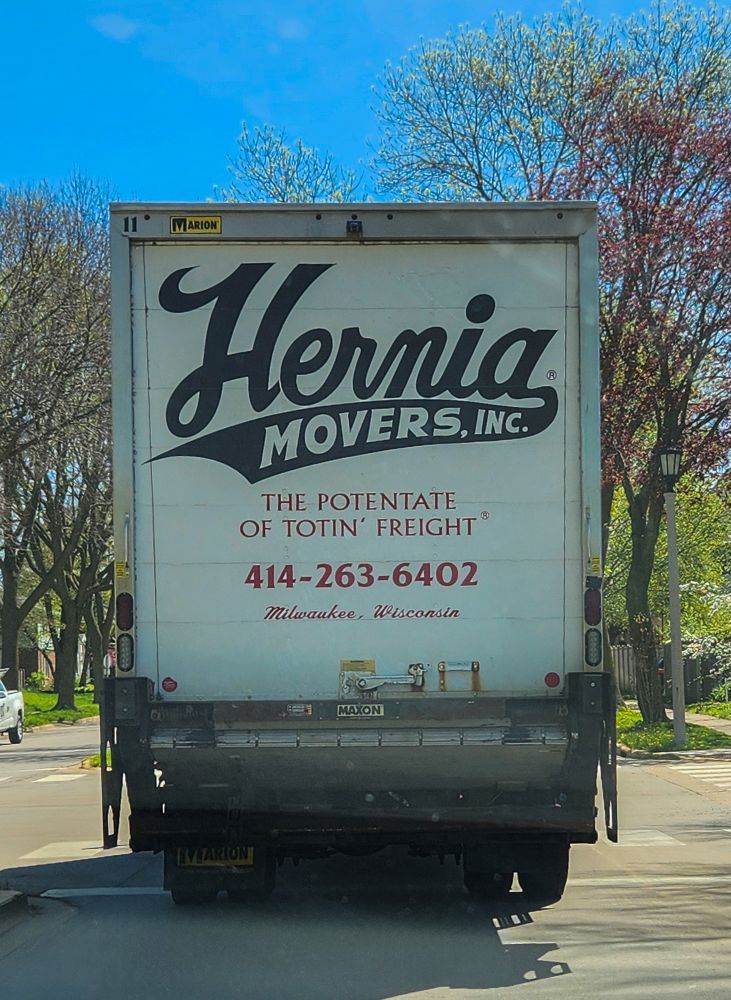 11 MARION
Hernia ®
MOVERS, INC.
THE POTENTATE
OF TOTIN' FREIGHT ®
414-263-6402
Milwaukee, Wisconsin
MAXON
MARION